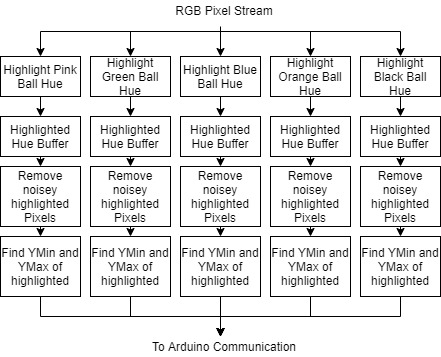 RGB Pixel Stream
Highlight Pink
Ball Hue
Highlight
Green Ball
Hue
Highlight Blue
Ball Hue
Highlight
Orange Ball
Hue
Highlight
Black Ball
Hue
Highlighted
Hue Buffer
Highlighted
Hue Buffer
Highlighted
Hue Buffer
Highlighted
Hue Buffer
Highlighted
Hue Buffer
Remove
noisey
highlighted
Pixels
Remove
noisey
highlighted
Pixels
Remove
noisey
highlighted
Pixels
Remove
noisey
highlighted
Pixels
Remove
noisey
highlighted
Pixels
Find YMin and
YMax of
highlighted
Find YMin and
YMax of
highlighted
Find YMin and
YMax of
highlighted
Find YMin and
YMax of
highlighted
Find YMin and
YMax of
highlighted
To Arduino Communication